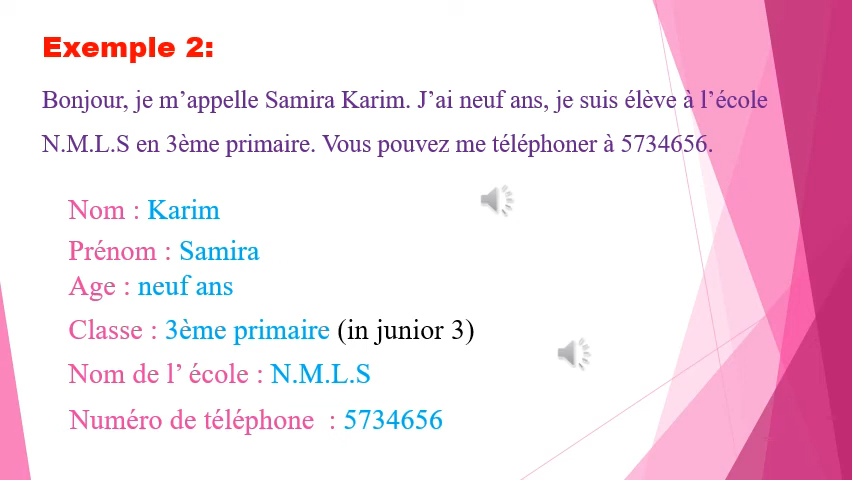 Exemple 2:
Bonjour, je m’appelle Samira Karim. J’ai neuf ans, je suis élève à l’école
N.M.L.S en 3ème primaire. Vous pouvez me téléphoner à 5734656.
Nom : Karim
Prénom : Samira
Age : neuf ans
Classe : 3ème primaire (in junior 3)
Nom de l’ école : N.M.L.S
Numéro de téléphone  : 5734656